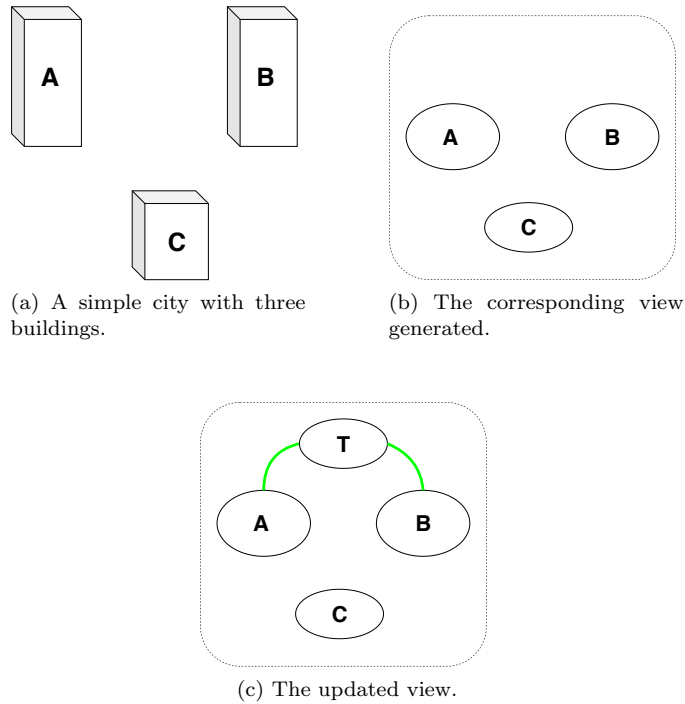 A
B
C
(a) A simple city with three
buildings.
A
B
C
(b) The corresponding view
generated.
T
A
B
C
(c) The updated view.